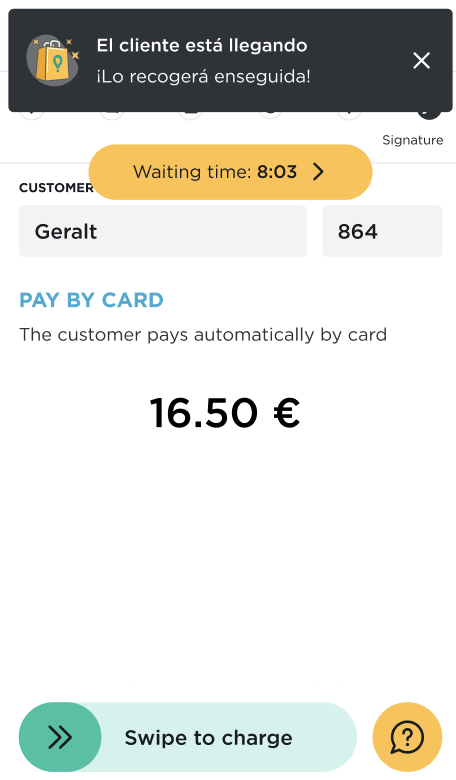 El cliente está llegando
¡Lo recogerá enseguida!
Signature
Waiting time: 8:03
CUSTOMER
Geralt
864
PAY BY CARD
The customer pays automatically by card
16.50 €
Swipe to charge